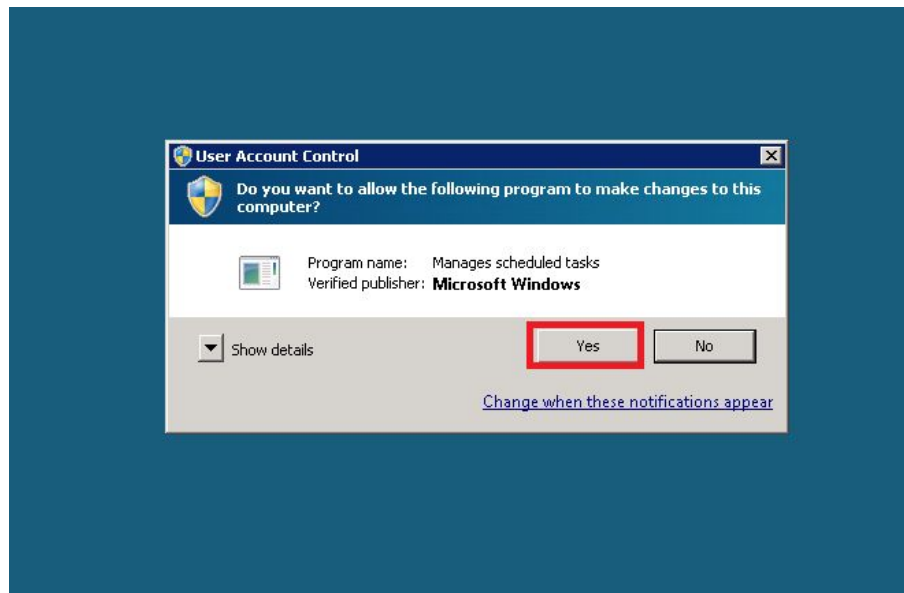 User Account Control
Do you want to allow the following program to make changes to this
computer?
Program name: Manages scheduled tasks
Verified publisher: Microsoft Windows
Show details
Yes
No
Change when these notifications appear